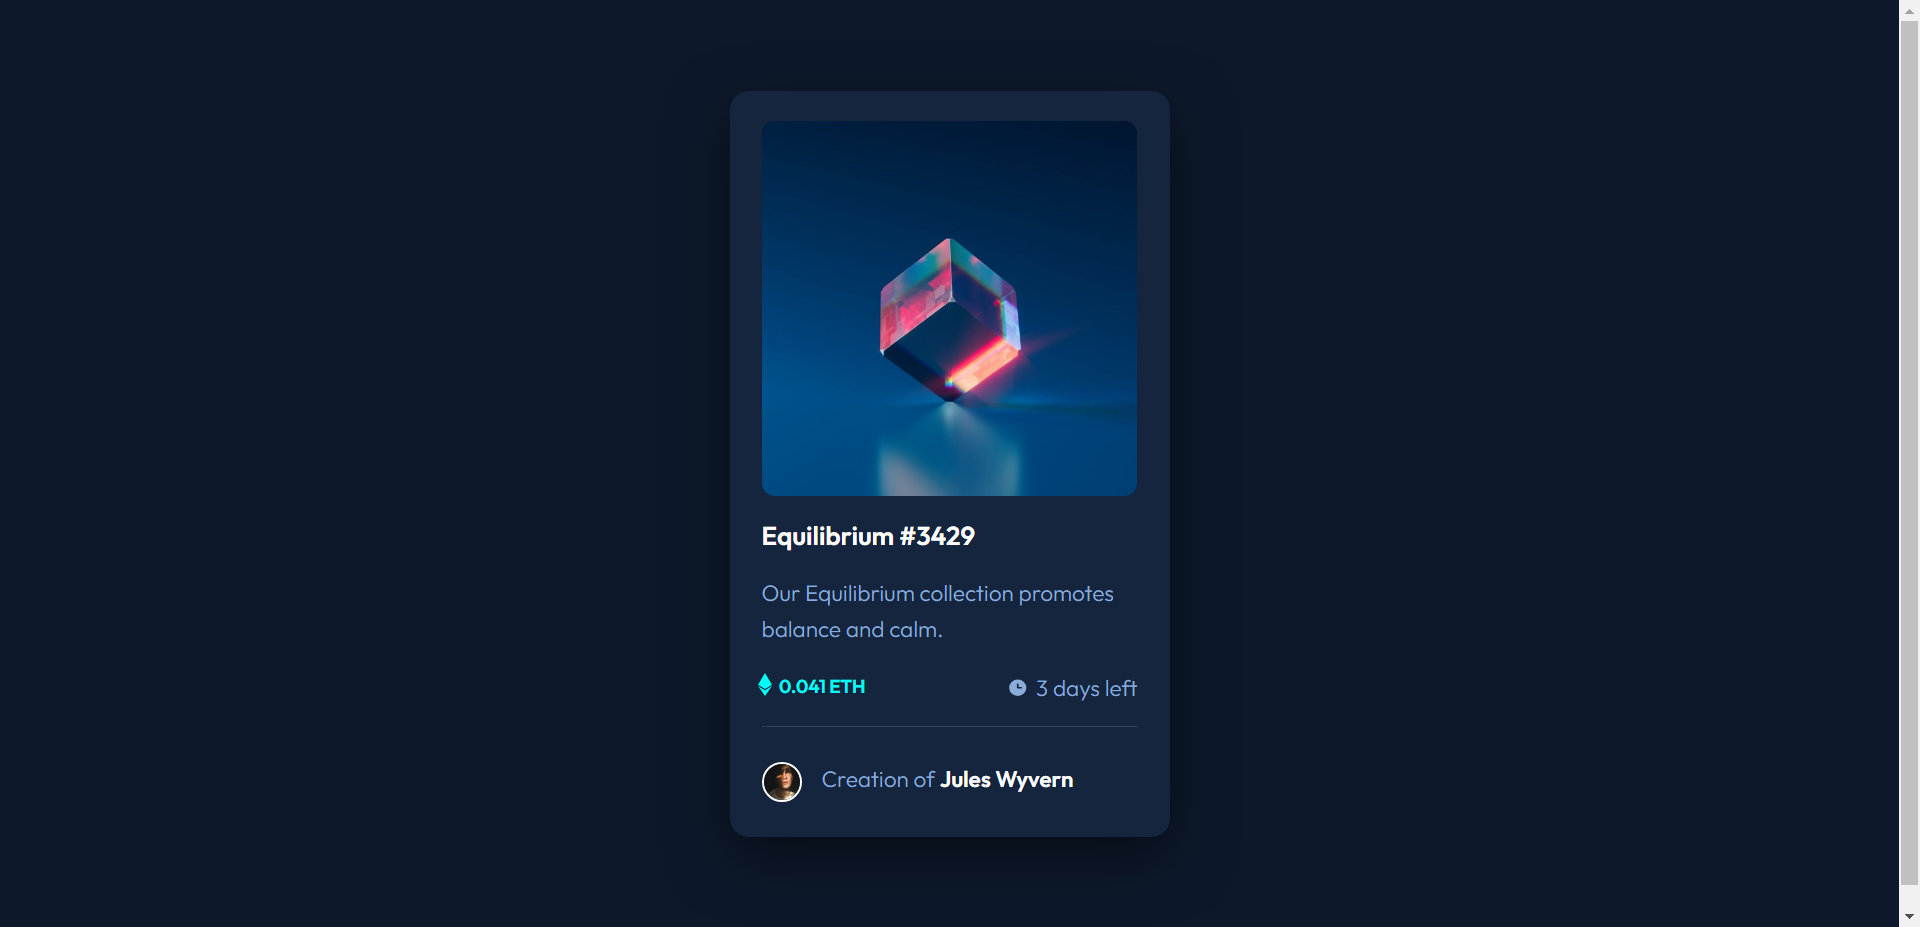 Equilibrium #3429
Our Equilibrium collection promotes
balance and calm.
0.041 ETH
3 days left
Creation of Jules Wyvern